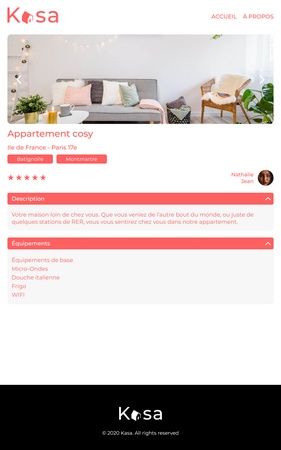 Kasa
ACCUEIL À PROPOS
Appartement cosy
Ile de France - Paris 17e
Batignolle Montmartre
Nathalie
Jean
Description
Votre maison loin de chez vous. Que vous veniez de l'autre bout du monde, ou juste de
quelques stations de RER, vous vous sentirez chez vous dans notre appartement.
Équipements
Équipements de base
Micro-Ondes
Douche italienne
Frigo
WIFI
Kasa
© 2020 Kasa. All rights reserved